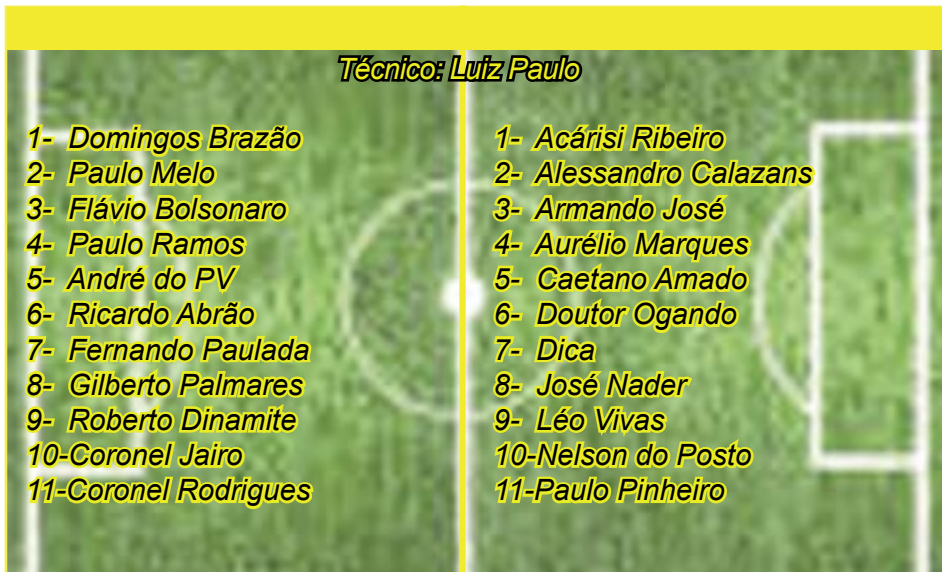 Técnico: Luiz Paulo
1- Domingos Brazão
2- Paulo Melo
3- Flávio Bolsonaro
4- Paulo Ramos
5- André do PV
6- Ricardo Abrão
7- Fernando Paulada
8- Gilberto Palmares
9- Roberto Dinamite
10-Coronel Jairo
11-Coronel Rodrigues
1- Acárisi Ribeiro
2- Alessandro Calazans
3- Armando José
4- Aurélio Marques
5- Caetano Amado
6- Doutor Ogando
7- Dica
8- José Nader
9- Léo Vivas
10-Nelson do Posto
11-Paulo Pinheiro